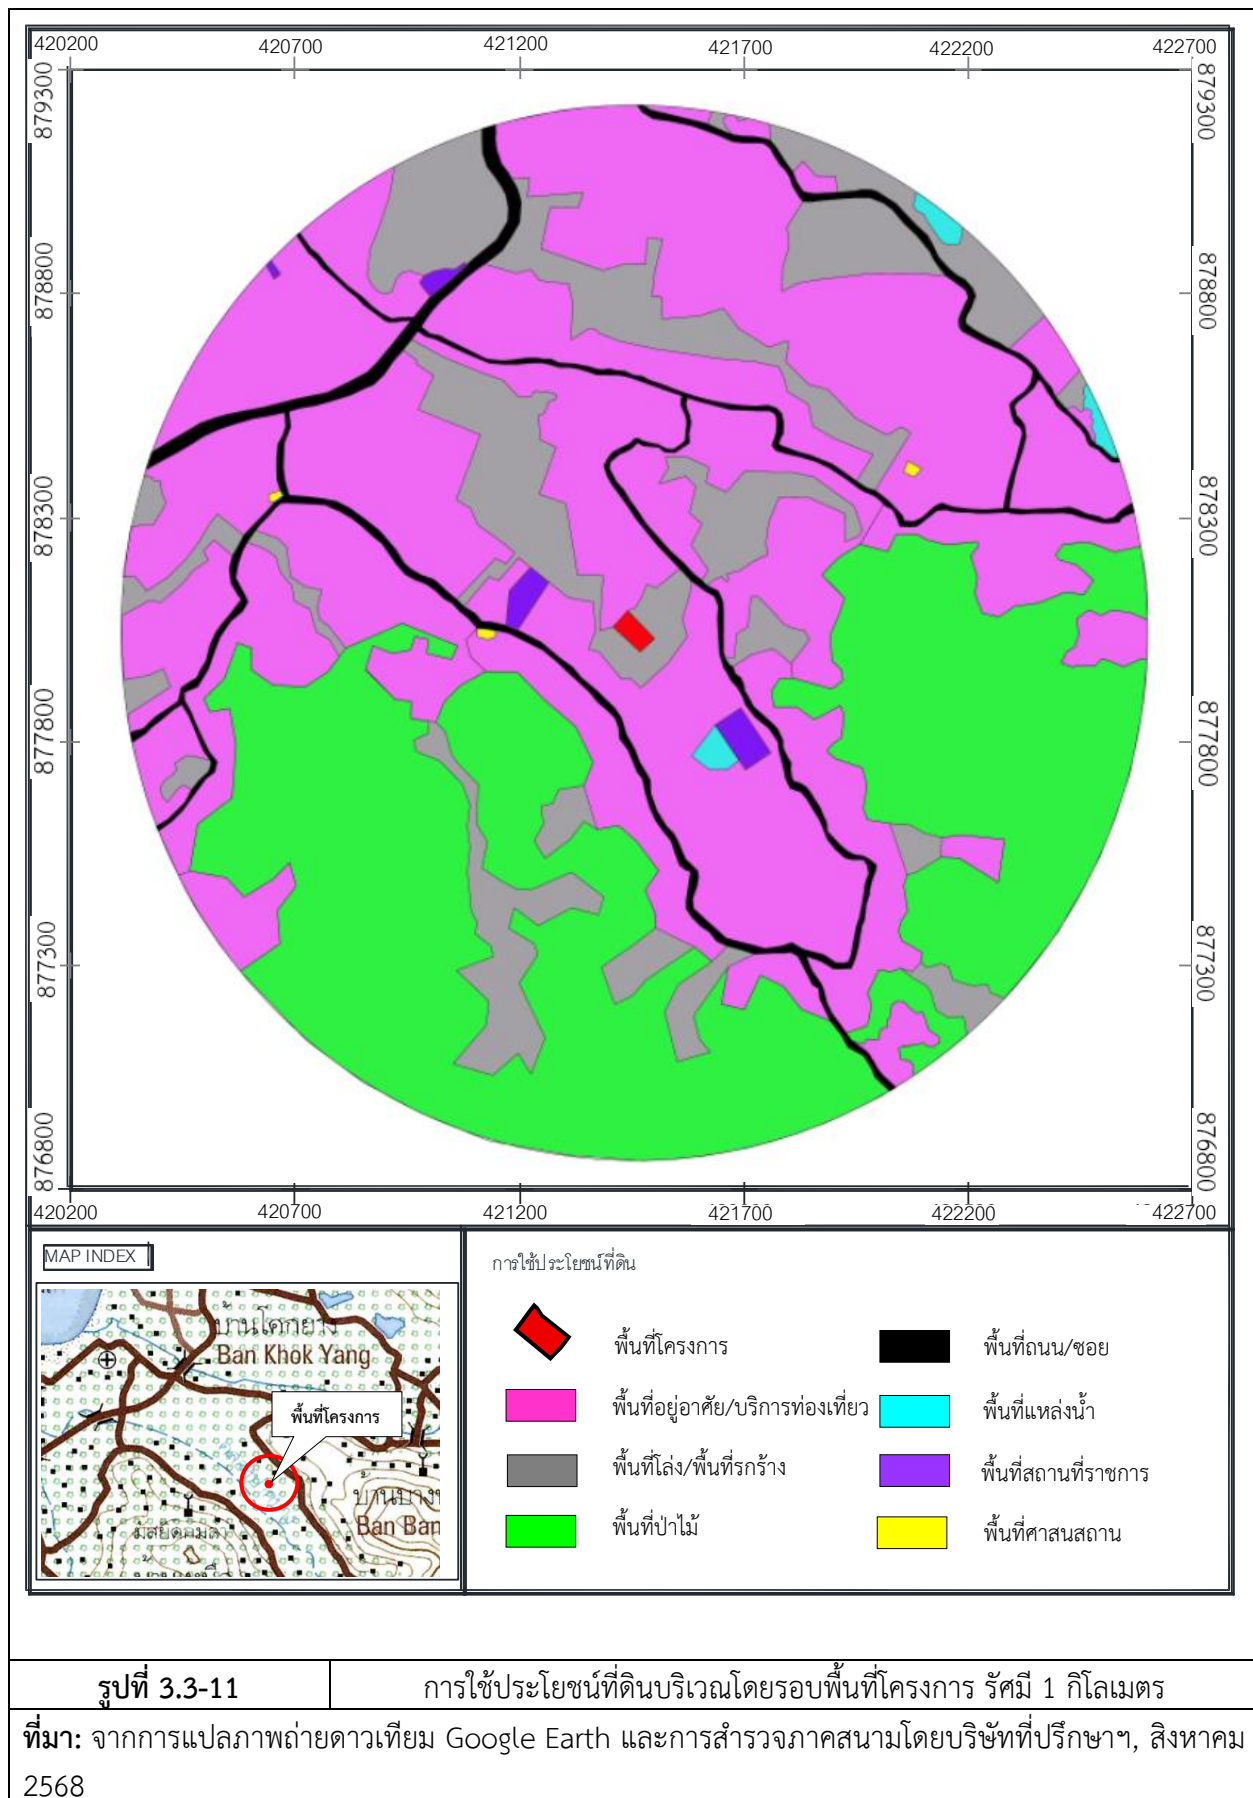 420200 420700 421200 421700 422200 422700
879300 879300
878800 878800
878300 878300
877800 877800
877300 877300
876800 876800
420200 420700 421200 421700 422200 422700
MAP INDEX
บ้านโคกยาง
Ban Khok Yang
พื้นที่โครงการ
Ban Ban
การใช้ประโยชน์ที่ดิน
พื้นที่โครงการ พื้นที่ถนน/ซอย
พื้นที่อยู่อาศัย/บริการท่องเที่ยว พื้นที่แหล่งน้ำ
พื้นที่โล่ง/พื้นที่รกร้าง พื้นที่สถานที่ราชการ
พื้นที่ป่าไม้ พื้นที่ศาสนสถาน
รูปที่ 3.3-11 การใช้ประโยชน์ที่ดินบริเวณโดยรอบพื้นที่โครงการ รัศมี 1 กิโลเมตร
ที่มา: จากการแปลภาพถ่ายดาวเทียม Google Earth และการสำรวจภาคสนามโดยบริษัทที่ปรึกษาฯ, สิงหาคม
2568